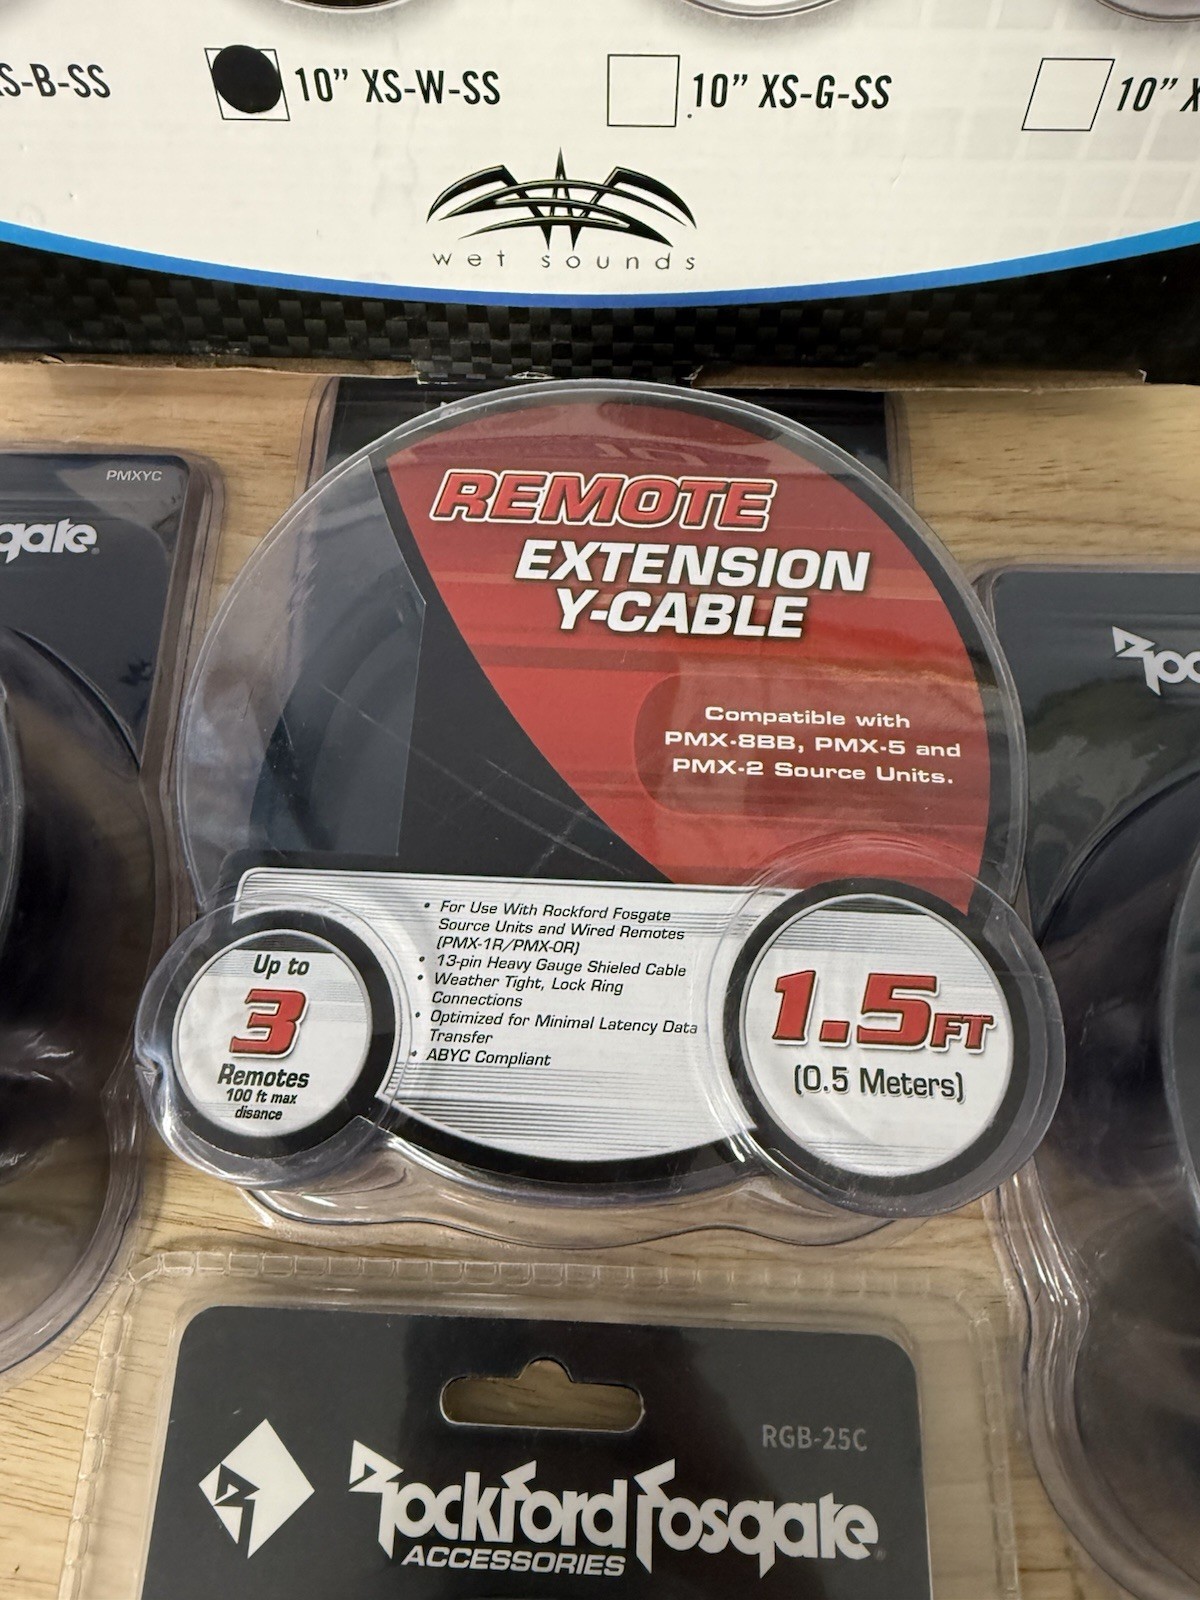 S-B-SS
10” XS-W-SS
10” XS-G-SS
10” X
wet sounds
PMXYC
gate
REMOTE
EXTENSION
Y-CABLE
Compatible with
PMX-8BB, PMX-5 and
PMX-2 Source Units.
• For Use With Rockford Fosgate
Source Units and Wired Remotes
(PMX-1R/PMX-0R)
• 13-pin Heavy Gauge Shielded Cable
• Weather Tight, Lock Ring
Connections
• Optimized for Minimal Latency Data
Transfer
• ABYC Compliant
Up to
3
Remotes
100 ft max
disance
1.5FT
(0.5 Meters)
Roc
RGB-25C
Rockford Fosgate
ACCESSORIES